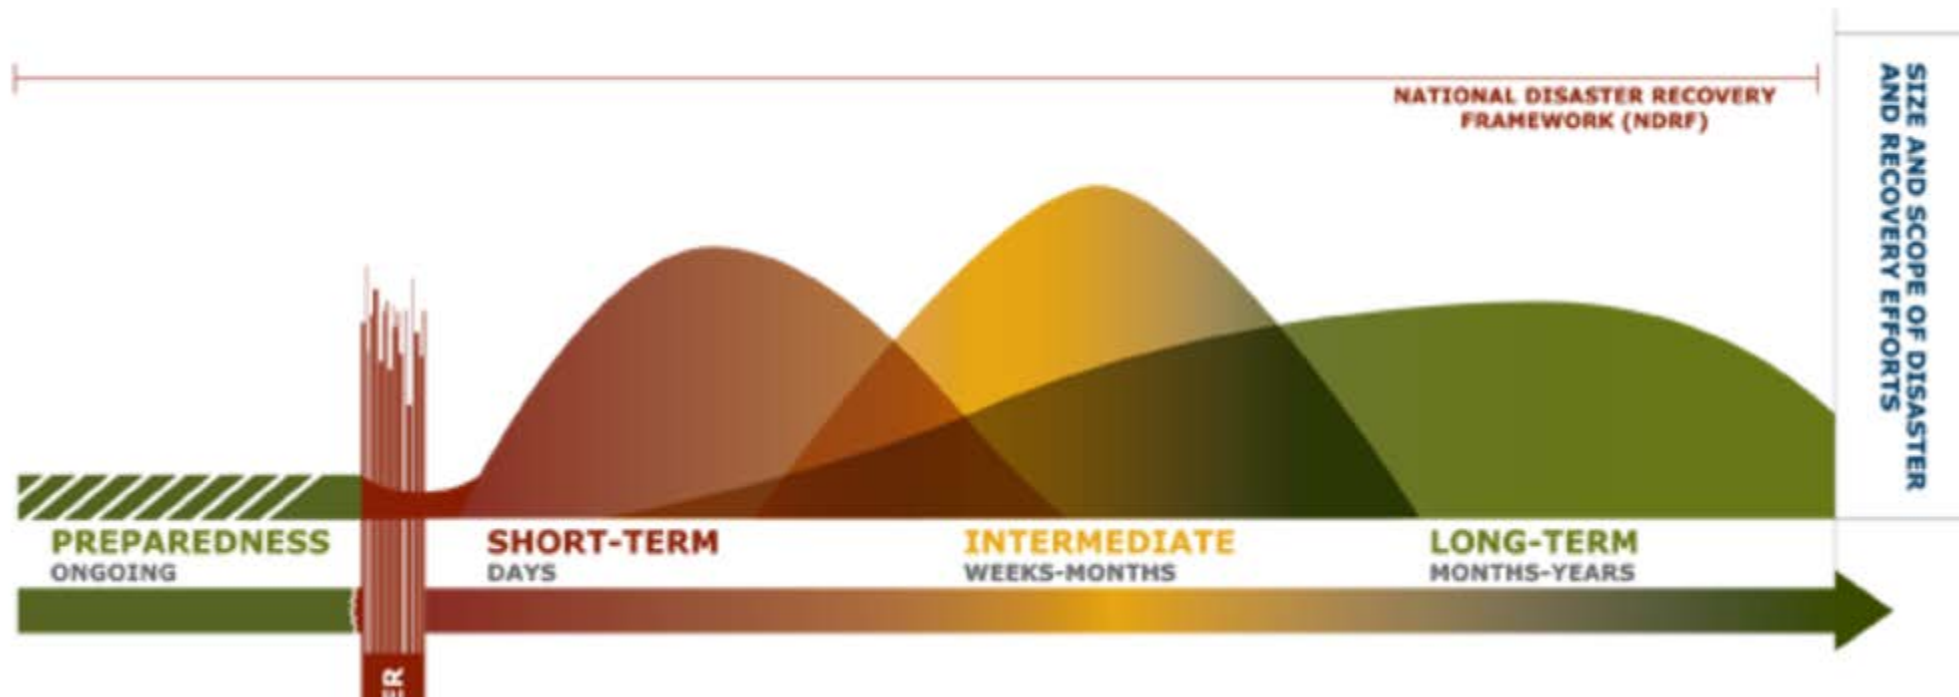 NATIONAL DISASTER RECOVERY
FRAMEWORK (NDRF)
SIZE AND SCOPE OF DISASTER
AND RECOVERY EFFORTS
PREPAREDNESS
ONGOING
SHORT-TERM
DAYS
INTERMEDIATE
WEEKS-MONTHS
LONG-TERM
MONTHS-YEARS
ER